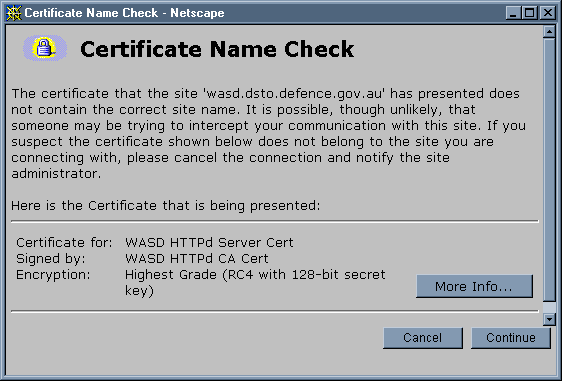 Certificate Name Check - Netscape
Certificate Name Check
The certificate that the site 'wasd.dsto.defence.gov.au' has presented does
not contain the correct site name. It is possible, though unlikely, that
someone may be trying to intercept your communication with this site. If you
suspect the certificate shown below does not belong to the site you are
connecting with, please cancel the connection and notify the site
administrator.
Here is the Certificate that is being presented:
Certificate for: WASD HTTPd Server Cert
Signed by: WASD HTTPd CA Cert
Encryption: Highest Grade (RC4 with 128-bit secret
key)
More Info...
Cancel Continue